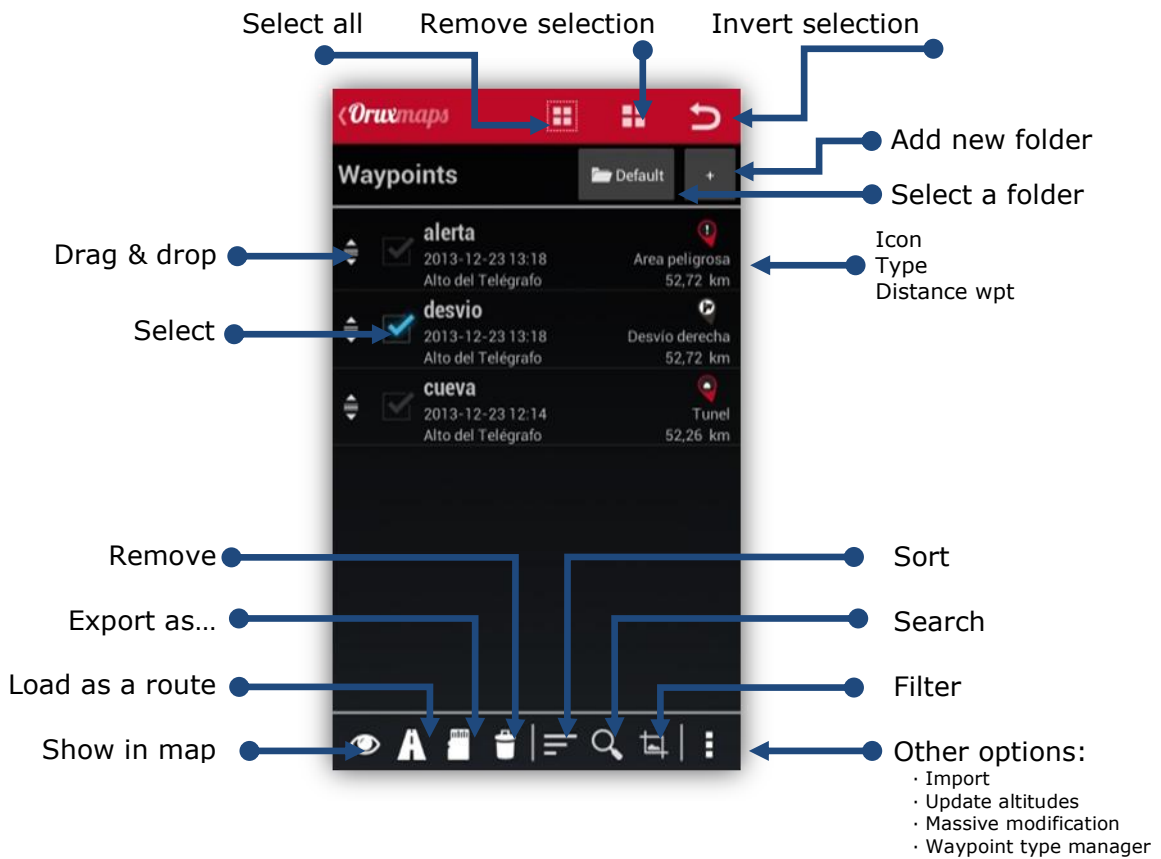 Select all
Remove selection
Invert selection
Oruxmaps
Waypoints
Default
+
Add new folder
Select a folder
Drag & drop
alerta
2013-12-23 13:18
Alto del Telégrafo
Area peligrosa
52,72 km
Icon
Type
Distance wpt
Select
desvio
2013-12-23 13:18
Alto del Telégrafo
Desvío derecha
52,72 km
cueva
2013-12-23 12:14
Alto del Telégrafo
Tunel
52,26 km
Remove
Sort
Export as...
Search
Load as a route
Filter
Show in map
Other options:
· Import
· Update altitudes
· Massive modification
· Waypoint type manager